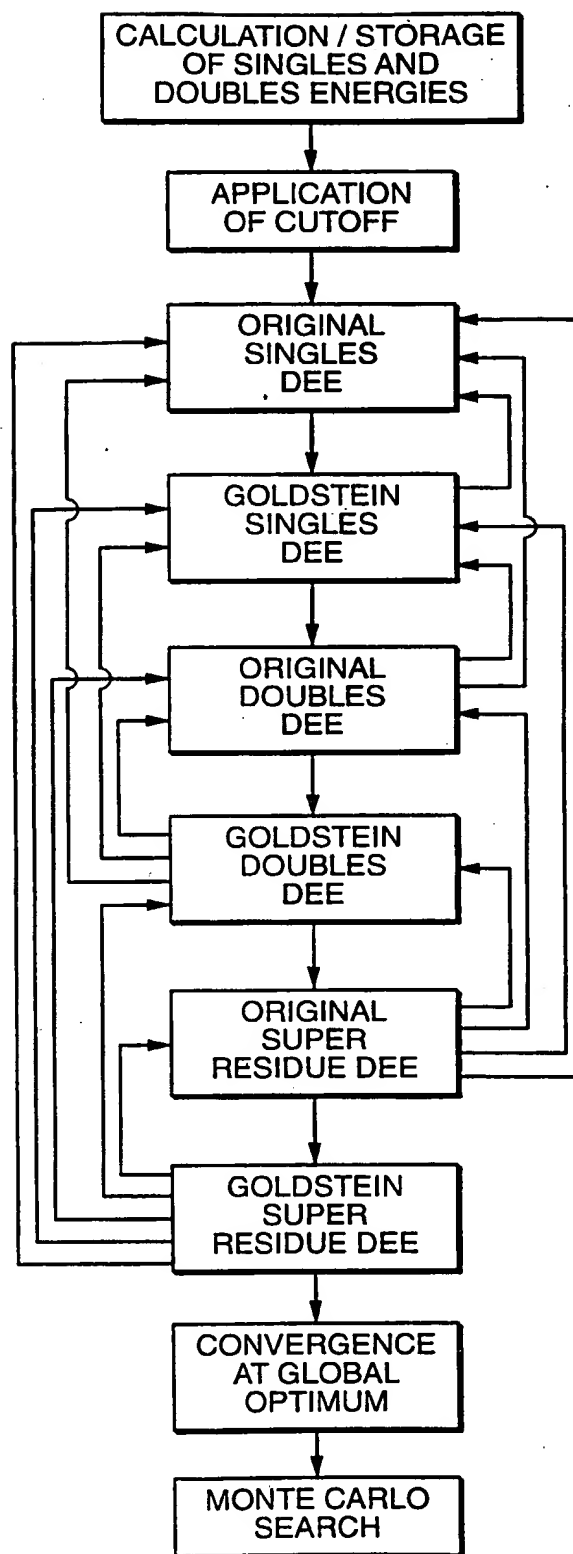 CALCULATION / STORAGE
OF SINGLES AND
DOUBLES ENERGIES
APPLICATION
OF CUTOFF
ORIGINAL
SINGLES
DEE
GOLDSTEIN
SINGLES
DEE
ORIGINAL
DOUBLES
DEE
GOLDSTEIN
DOUBLES
DEE
ORIGINAL
SUPER
RESIDUE DEE
GOLDSTEIN
SUPER
RESIDUE DEE
CONVERGENCE
AT GLOBAL
OPTIMUM
MONTE CARLO
SEARCH